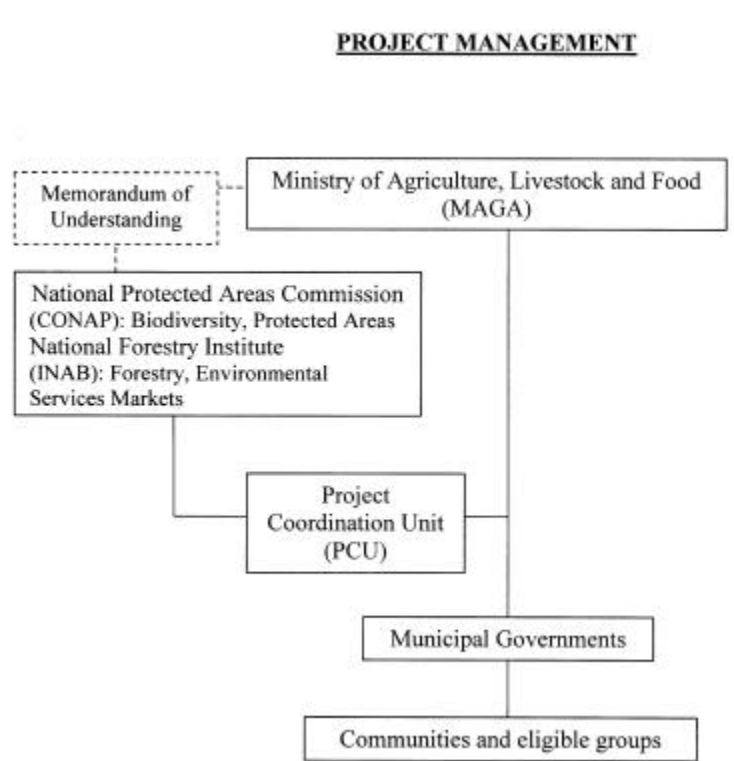 PROJECT MANAGEMENT
Memorandum of
Understanding
Ministry of Agriculture, Livestock and Food
(MAGA)
National Protected Areas Commission
(CONAP): Biodiversity, Protected Areas
National Forestry Institute
(INAB): Forestry, Environmental
Services Markets
Project
Coordination Unit
(PCU)
Municipal Governments
Communities and eligible groups